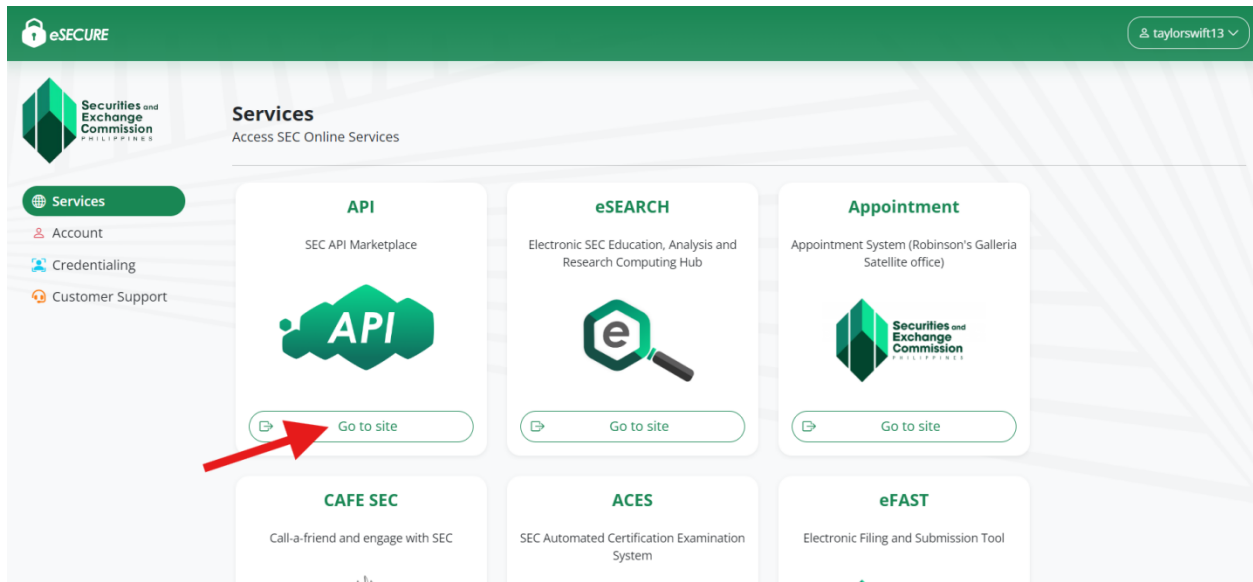 eSECURE
taylorswift13
Securities and
Exchange
Commission
PHILIPPINES
Services
Access SEC Online Services
Services
Account
Credentialing
Customer Support
API
SEC API Marketplace
API
Go to site
eSEARCH
Electronic SEC Education, Analysis and
Research Computing Hub
e
Go to site
Appointment
Appointment System (Robinson's Galleria
Satellite office)
Securities and
Exchange
Commission
PHILIPPINES
Go to site
CAFE SEC
Call-a-friend and engage with SEC
ACES
SEC Automated Certification Examination
System
eFAST
Electronic Filing and Submission Tool